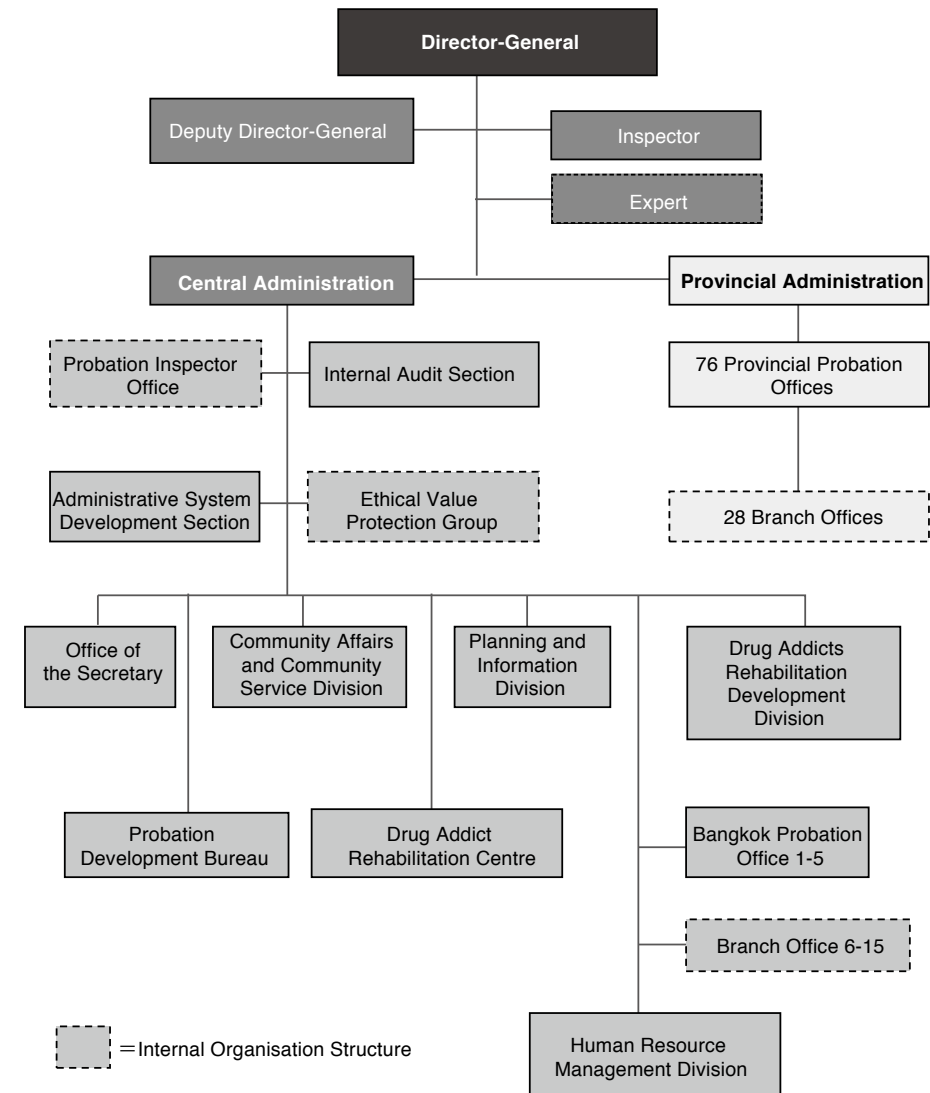 Director-General
Deputy Director-General
Inspector
Expert
Central Administration
Provincial Administration
Probation Inspector
Office
Internal Audit Section
76 Provincial Probation
Offices
Administrative System
Development Section
Ethical Value
Protection Group
28 Branch Offices
Office of
the Secretary
Community Affairs
and Community
Service Division
Planning and
Information
Division
Drug Addicts
Rehabilitation
Development
Division
Probation
Development Bureau
Drug Addict
Rehabilitation Centre
Bangkok Probation
Office 1-5
Branch Office 6-15
Human Resource
Management Division
=Internal Organisation Structure